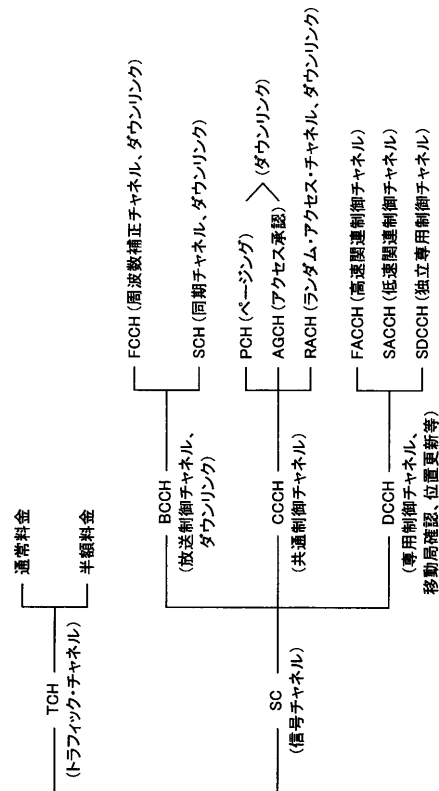 TCH
(トラフィック・チャネル)
通常料金
半額料金
SC
(信号チャネル)
BCCH
(放送制御チャネル、
ダウンリンク)
FCCH (周波数補正チャネル、ダウンリンク)
SCH (同期チャネル、ダウンリンク)
CCCH
(共通制御チャネル)
PCH (ページング)
AGCH (アクセス承認)
(ダウンリンク)
RACH (ランダム・アクセス・チャネル、ダウンリンク)
DCCH
(専用制御チャネル、
移動局確認、位置更新等)
FACCH (高速関連制御チャネル)
SACCH (低速関連制御チャネル)
SDCCH (独立専用制御チャネル)